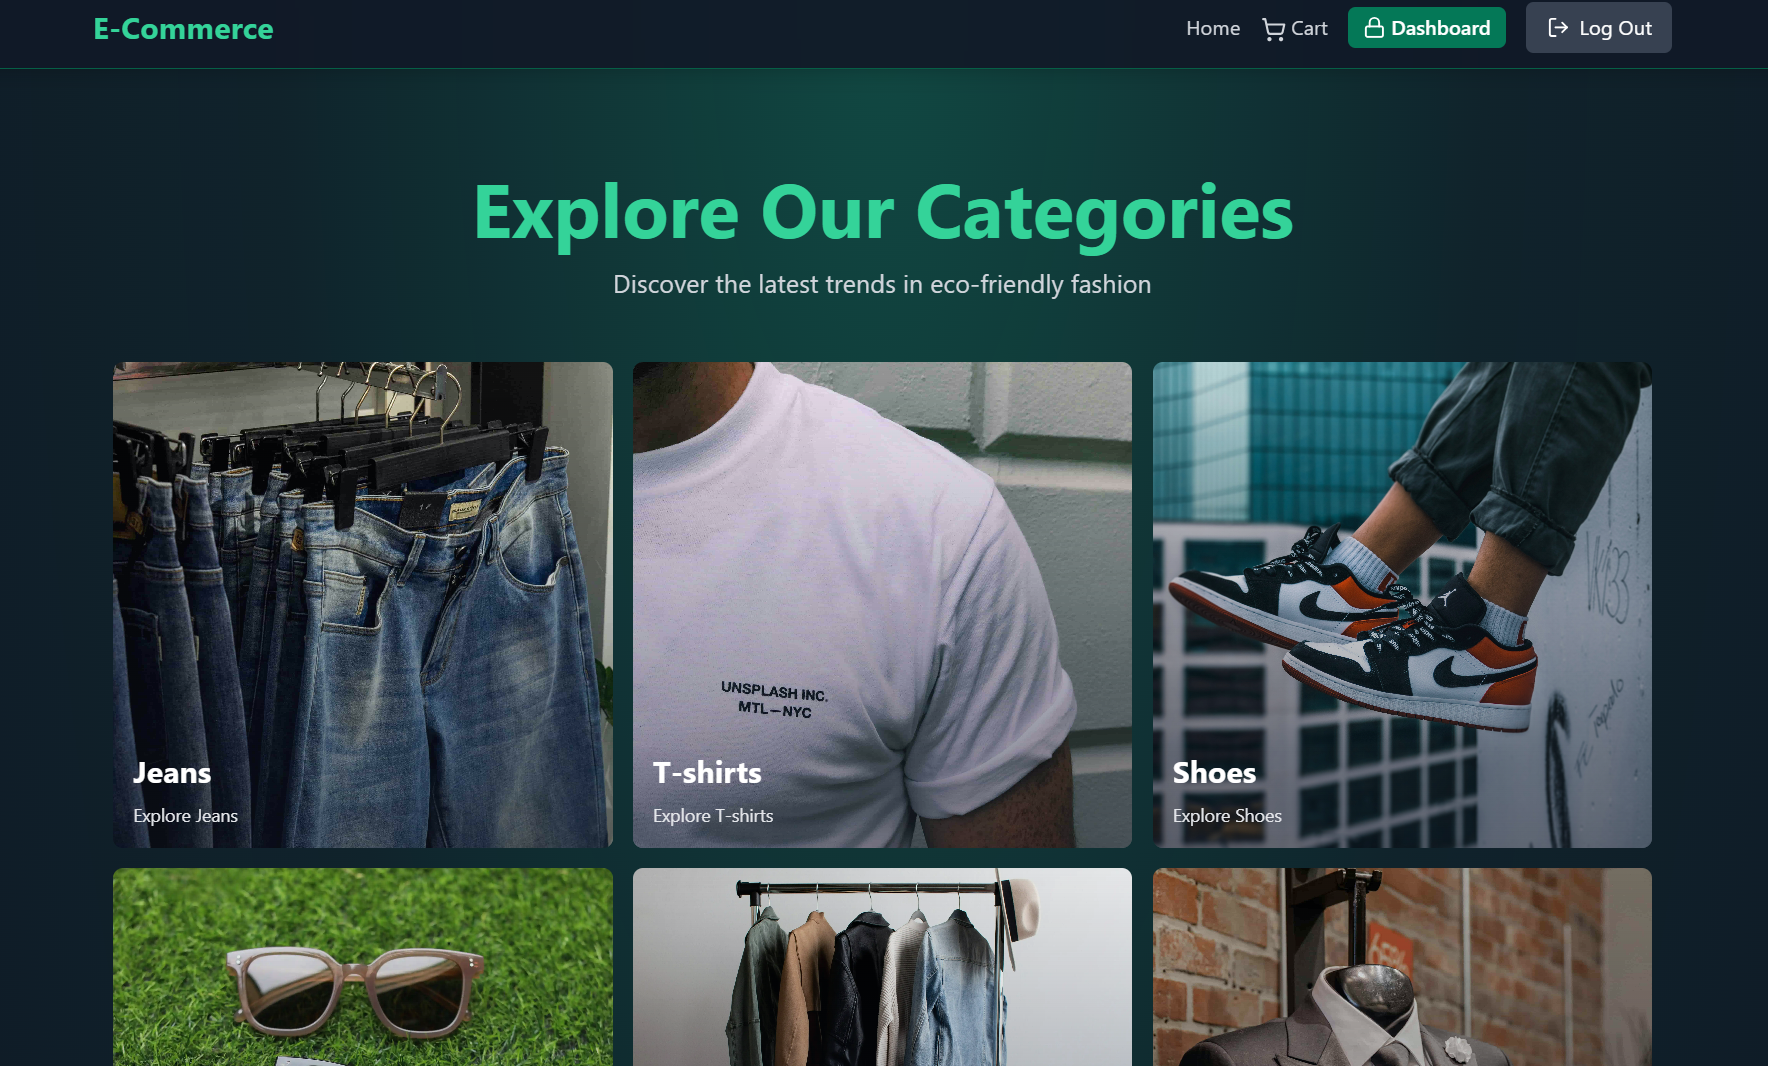 E-Commerce
Home Cart Dashboard Log Out
Explore Our Categories
Discover the latest trends in eco-friendly fashion
UNSPLASH INC.
MTL—NYC
Jeans
Explore Jeans
T-shirts
Explore T-shirts
Shoes
Explore Shoes